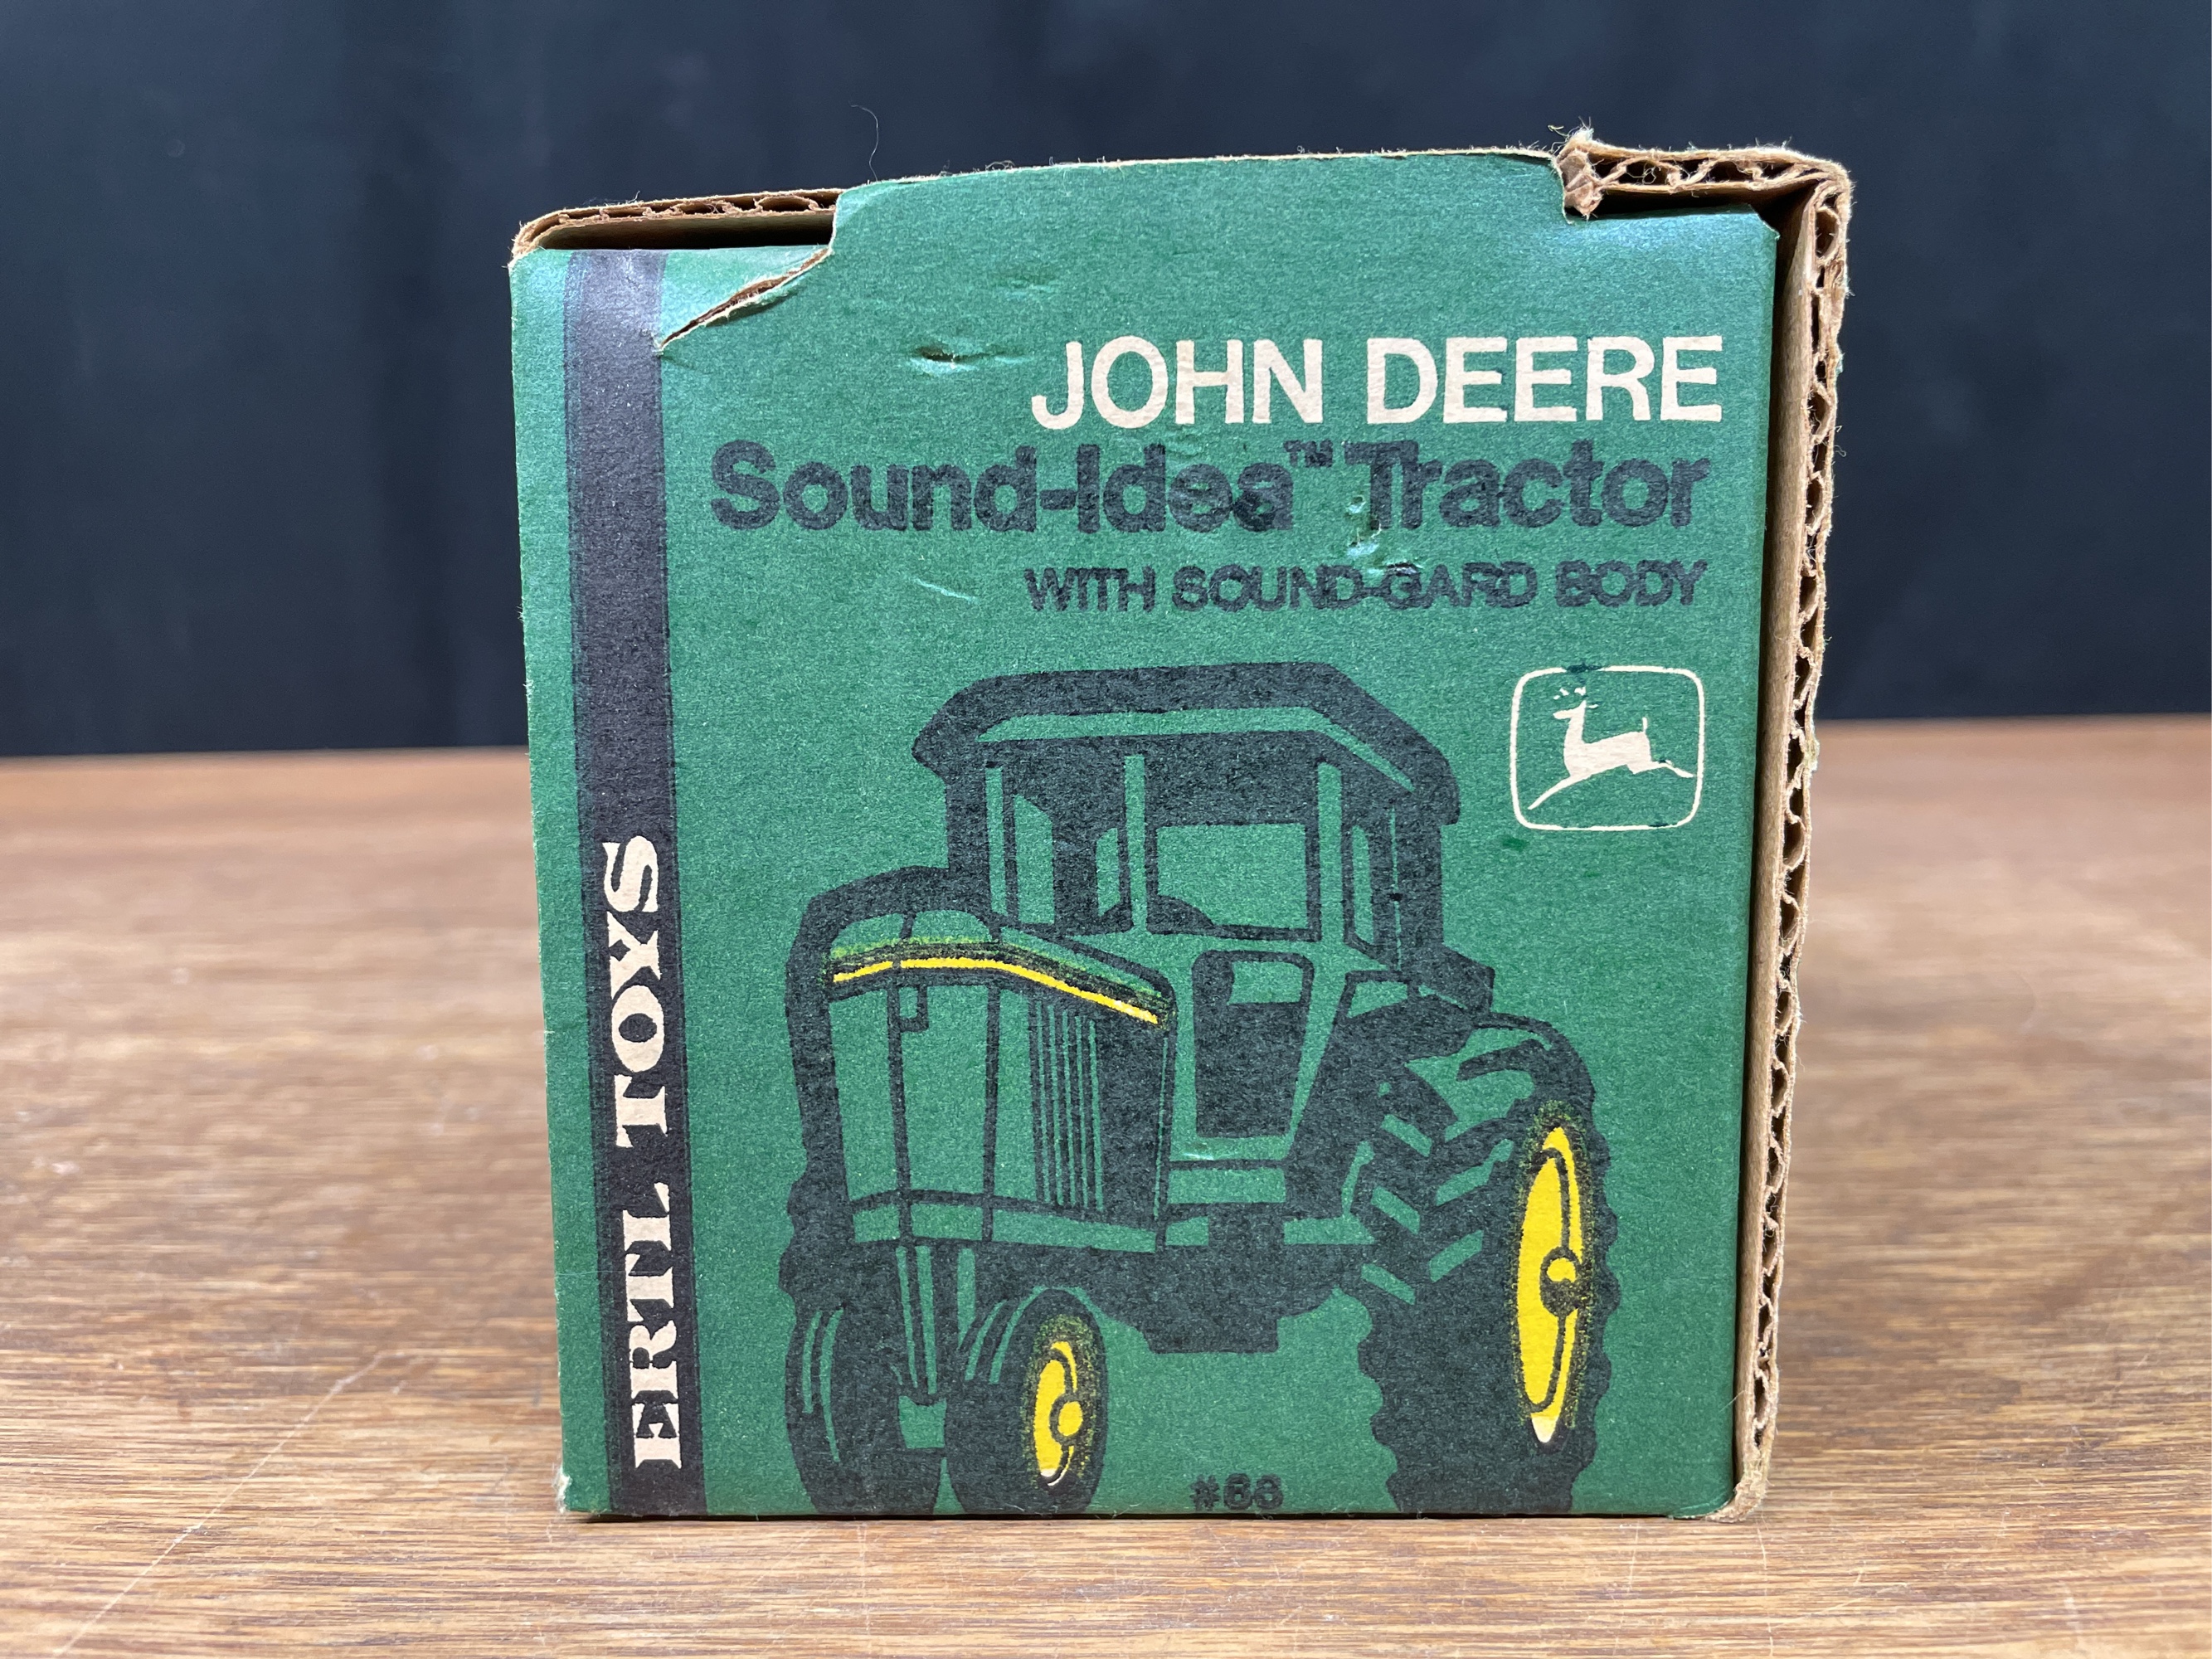 JOHN DEERE
Sound-Idea™ Tractor
WITH SOUND-GARD BODY
ERTL TOYS